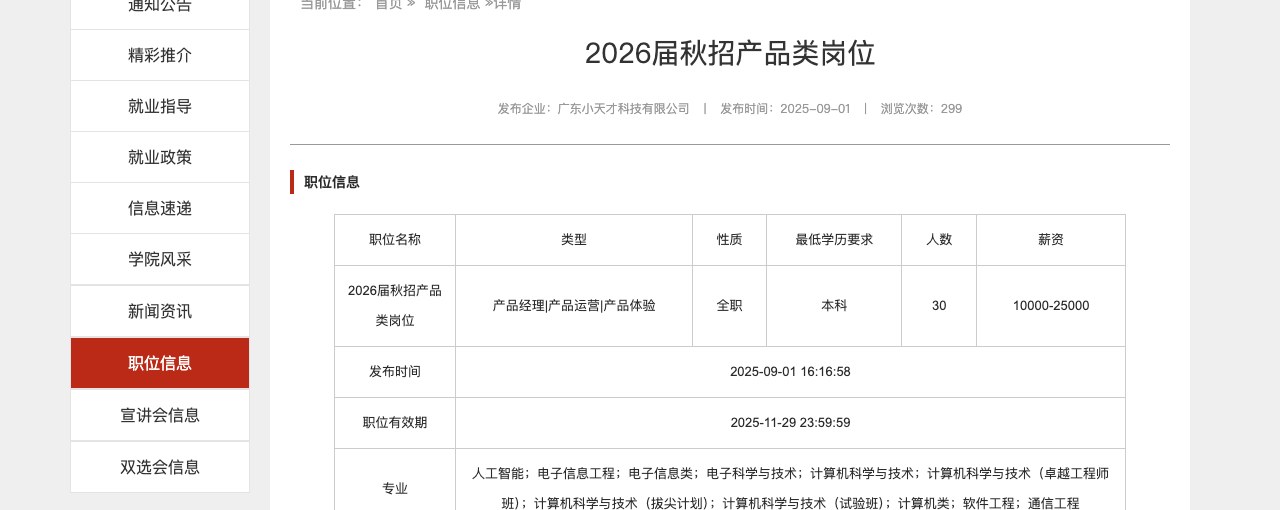 通知公告
精彩推介
就业指导
就业政策
信息速递
学院风采
新闻资讯
职位信息
宣讲会信息
双选会信息
当前位置： 首页 » 职位信息 »详情
2026届秋招产品类岗位
发布企业：广东小天才科技有限公司 | 发布时间：2025-09-01 | 浏览次数：299
职位信息
职位名称 类型 性质 最低学历要求 人数 薪资
2026届秋招产品
类岗位 产品经理|产品运营|产品体验 全职 本科 30 10000-25000
发布时间 2025-09-01 16:16:58
职位有效期 2025-11-29 23:59:59
专业 人工智能；电子信息工程；电子信息类；电子科学与技术；计算机科学与技术；计算机科学与技术（卓越工程师
班）；计算机科学与技术（拔尖计划）；计算机科学与技术（试验班）；计算机类；软件工程；通信工程